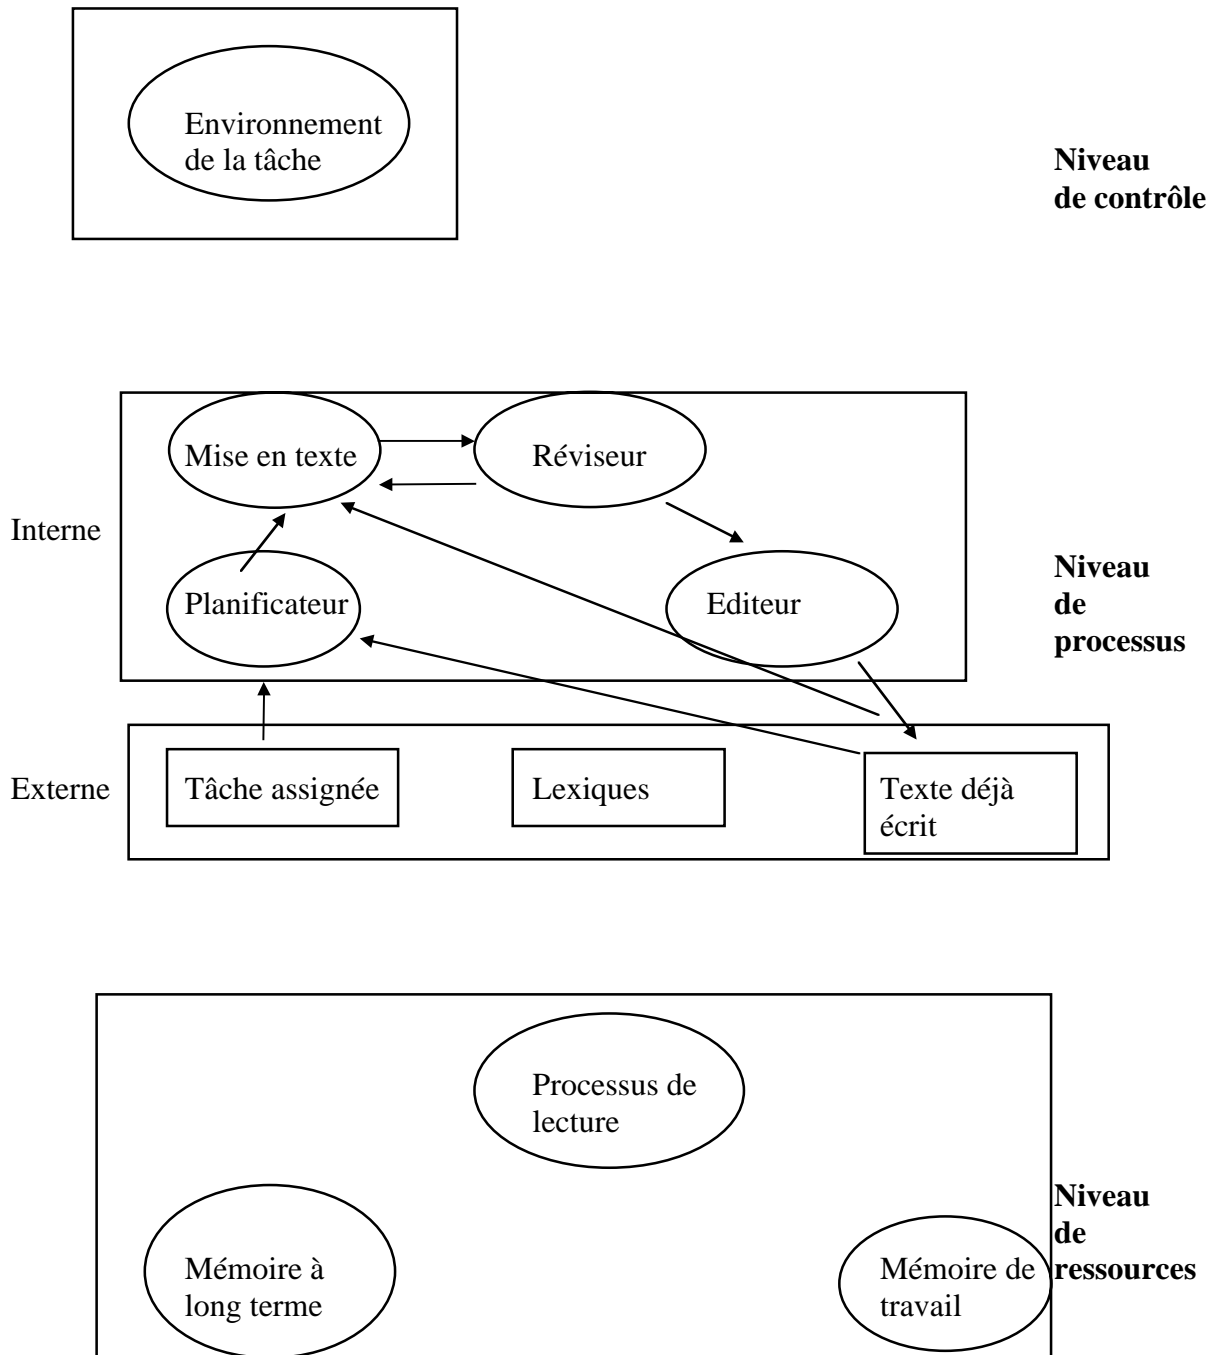 Environnement
de la tâche
Niveau
de contrôle
Mise en texte
Réviseur
Interne
Niveau
de
processus
Planificateur
Editeur
Externe
Tâche assignée
Lexiques
Texte déjà
écrit
Processus de
lecture
Niveau
de
ressources
Mémoire à
long terme
Mémoire de
travail